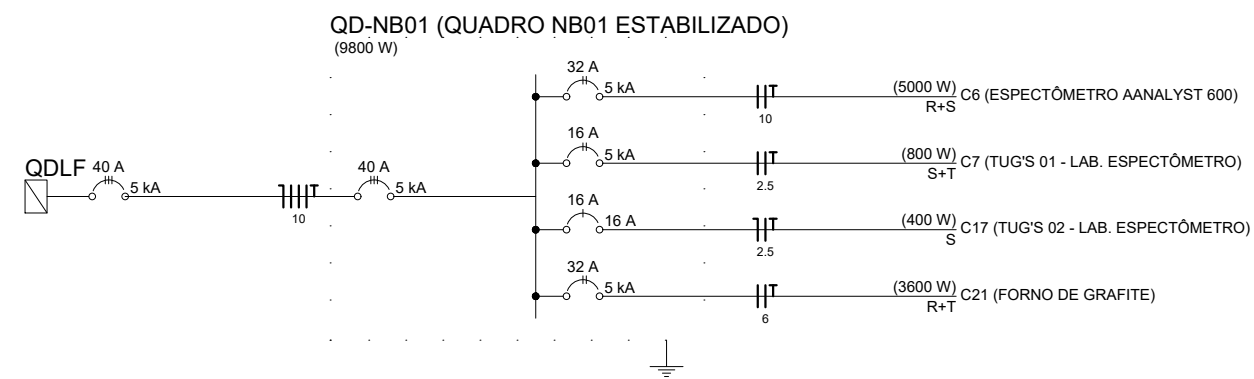 QD-NB01 (QUADRO NB01 ESTABILIZADO)
(9800 W)
32 A
5 kA
10
(5000 W)
R+S
C6 (ESPECTÔMETRO AANALYST 600)
16 A
5 kA
2.5
(800 W)
S+T
C7 (TUG'S 01 - LAB. ESPECTÔMETRO)
QDLF
40 A
5 kA
10
40 A
5 kA
16 A
16 A
2.5
(400 W)
S
C17 (TUG'S 02 - LAB. ESPECTÔMETRO)
32 A
5 kA
6
(3600 W)
R+T
C21 (FORNO DE GRAFITE)